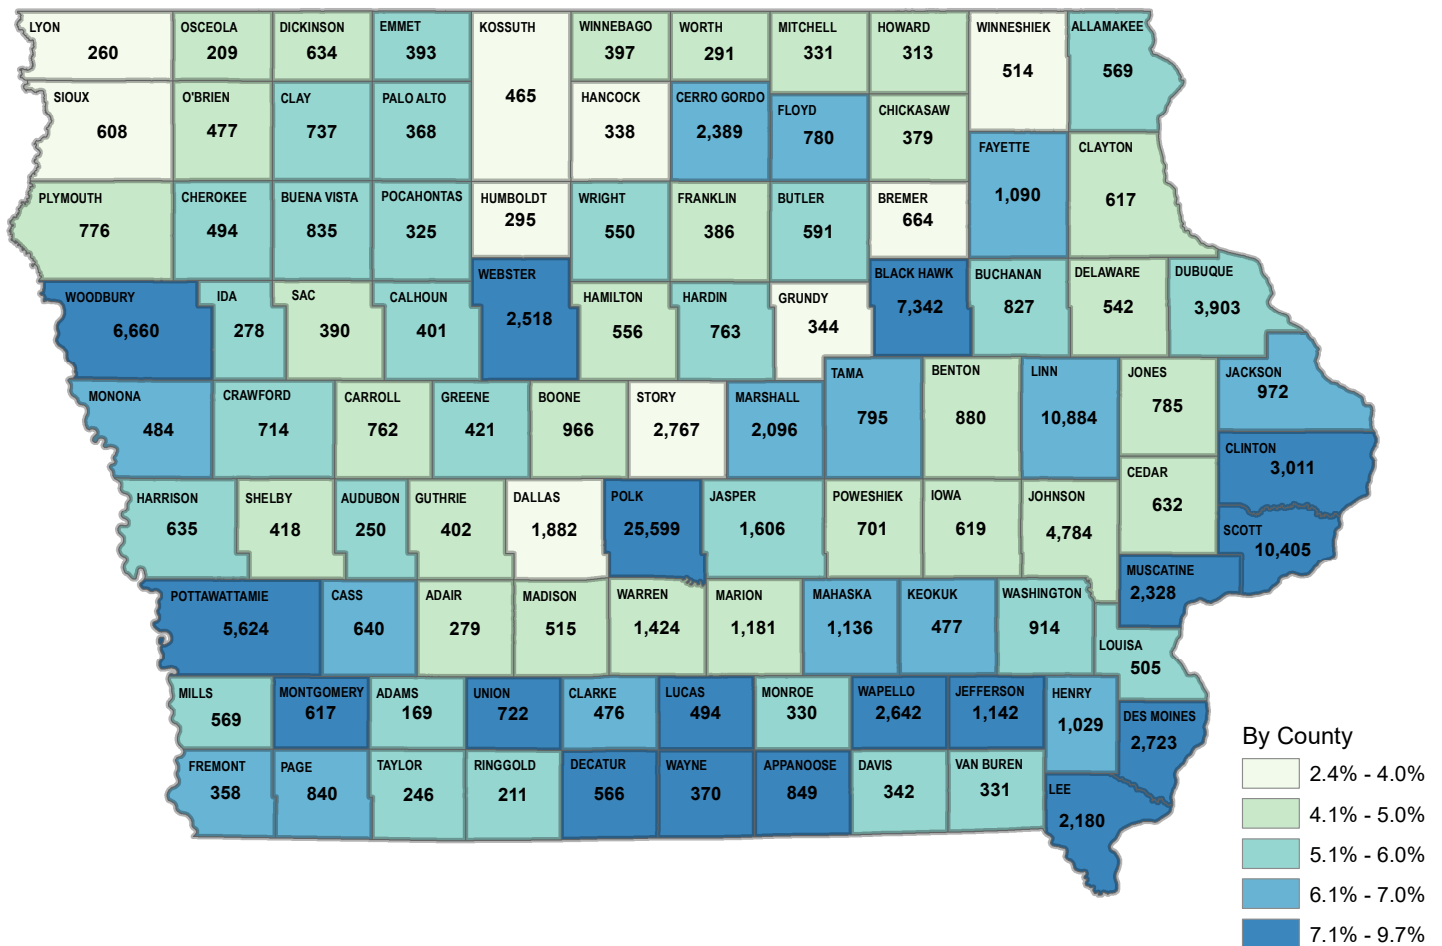 LYON
260
OSCEOLA
209
DICKINSON
634
EMMET
393
KOSSUTH
465
WINNEBAGO
397
WORTH
291
MITCHELL
331
HOWARD
313
WINNESHIEK
514
ALLAMAKEE
569
SIOUX
608
O'BRIEN
477
CLAY
737
PALO ALTO
368
HANCOCK
338
CERRO GORDO
2,389
FLOYD
780
CHICKASAW
379
FAYETTE
1,090
CLAYTON
617
PLYMOUTH
776
CHEROKEE
494
BUENA VISTA
835
POCAHONTAS
325
HUMBOLDT
295
WRIGHT
550
FRANKLIN
386
BUTLER
591
BREMER
664
WOODBURY
6,660
IDA
278
SAC
390
CALHOUN
401
WEBSTER
2,518
HAMILTON
556
HARDIN
763
GRUNDY
344
BLACK HAWK
7,342
BUCHANAN
827
DELAWARE
542
DUBUQUE
3,903
MONONA
484
CRAWFORD
714
CARROLL
762
GREENE
421
BOONE
966
STORY
2,767
MARSHALL
2,096
TAMA
795
BENTON
880
LINN
10,884
JONES
785
JACKSON
972
CLINTON
3,011
HARRISON
635
SHELBY
418
AUDUBON
250
GUTHRIE
402
DALLAS
1,882
POLK
25,599
JASPER
1,606
POWESHIEK
701
IOWA
619
JOHNSON
4,784
CEDAR
632
SCOTT
10,405
MUSCATINE
2,328
POTTAWATTAMIE
5,624
CASS
640
ADAIR
279
MADISON
515
WARREN
1,424
MARION
1,181
MAHASKA
1,136
KEOKUK
477
WASHINGTON
914
LOUISA
505
MILLS
569
MONTGOMERY
617
ADAMS
169
UNION
722
CLARKE
476
LUCAS
494
MONROE
330
WAPELLO
2,642
JEFFERSON
1,142
HENRY
1,029
DES MOINES
2,723
FREMONT
358
PAGE
840
TAYLOR
246
RINGGOLD
211
DECATUR
566
WAYNE
370
APPANOOSE
849
DAVIS
342
VAN BUREN
331
LEE
2,180
By County
2.4% - 4.0%
4.1% - 5.0%
5.1% - 6.0%
6.1% - 7.0%
7.1% - 9.7%